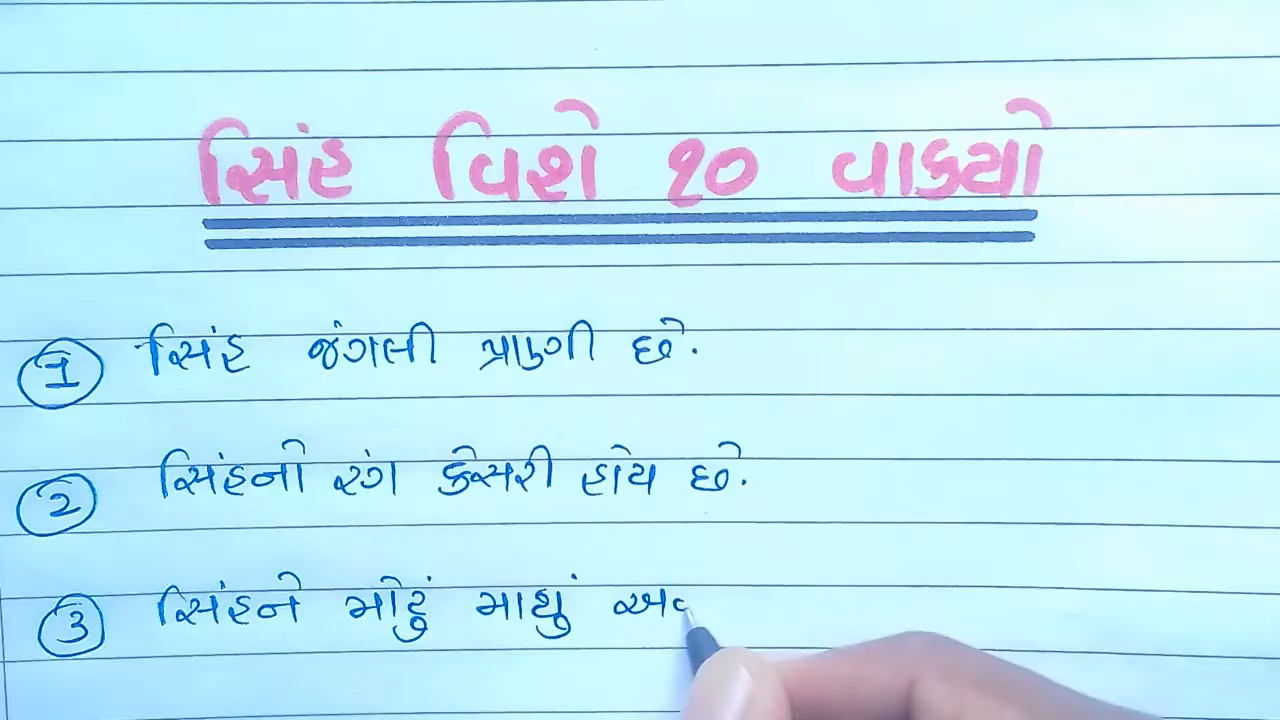 સિંહ વિશે ૧૦ વાક્યો
1 સિંહ જંગલી પ્રાણી છે.
2 સિંહનો રંગ કેસરી હોય છે.
3 સિંહને મોટું માથું